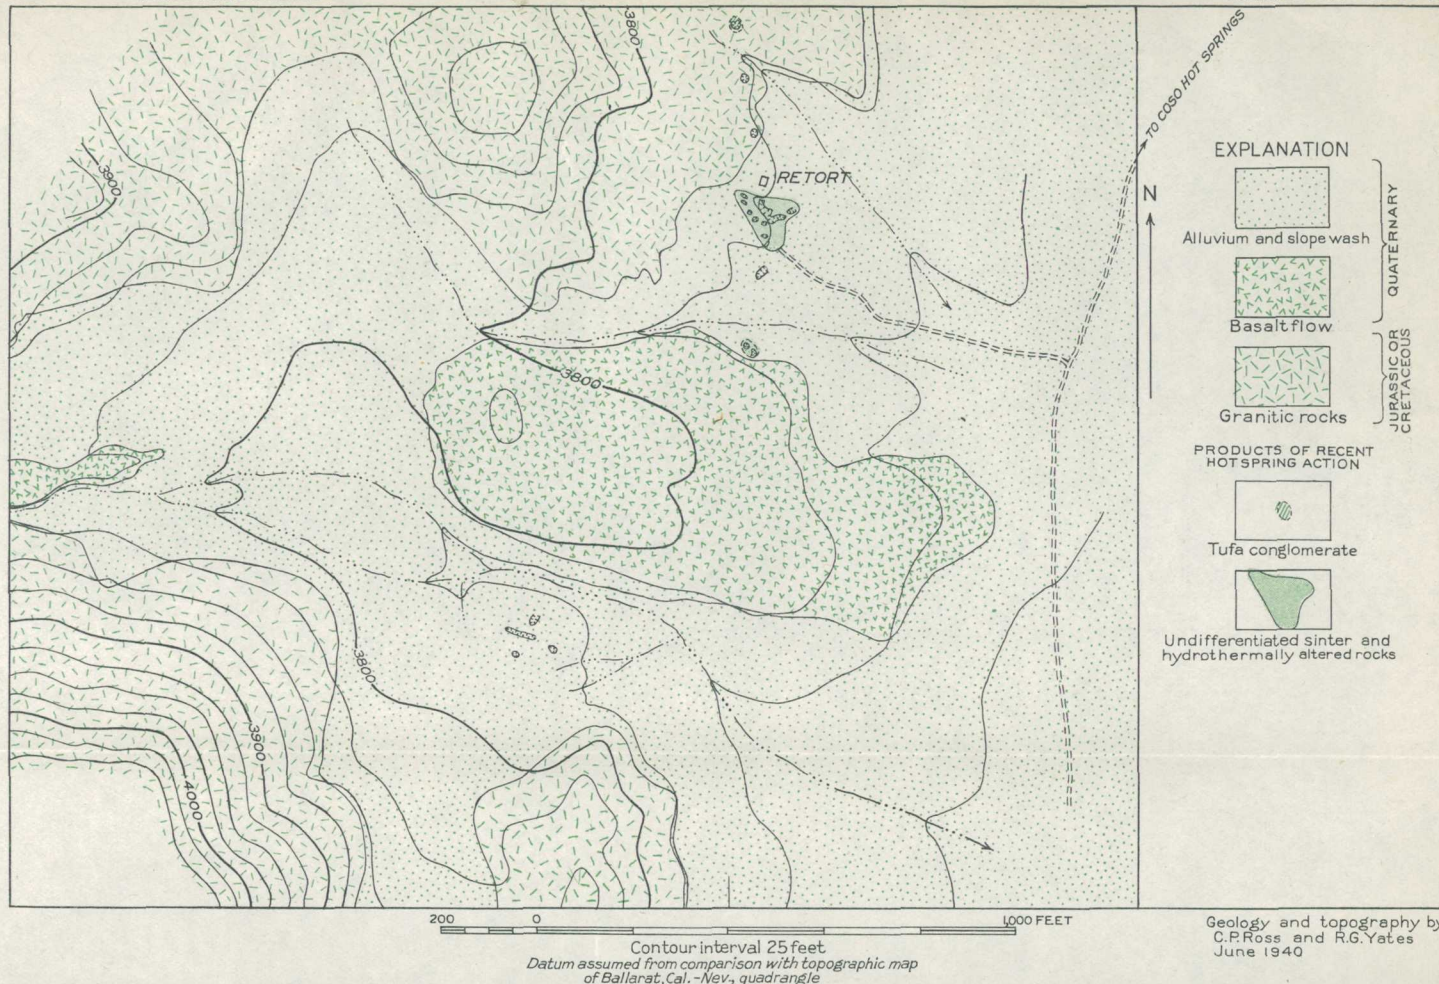 3800
TO COSO HOT SPRINGS
3900
RETORT
3800
3800
3900
4000
N
EXPLANATION
Alluvium and slope wash
Basalt flow
QUATERNARY
Granitic rocks
JURASSIC OR
CRETACEOUS
PRODUCTS OF RECENT
HOT SPRING ACTION
Tufa conglomerate
Undifferentiated sinter and
hydrothermally altered rocks
200 0 1,000 FEET
Contour interval 25 feet
Datum assumed from comparison with topographic map
of Ballarat, Cal.-Nev., quadrangle
Geology and topography by
C.P. Ross and R.G. Yates
June 1940